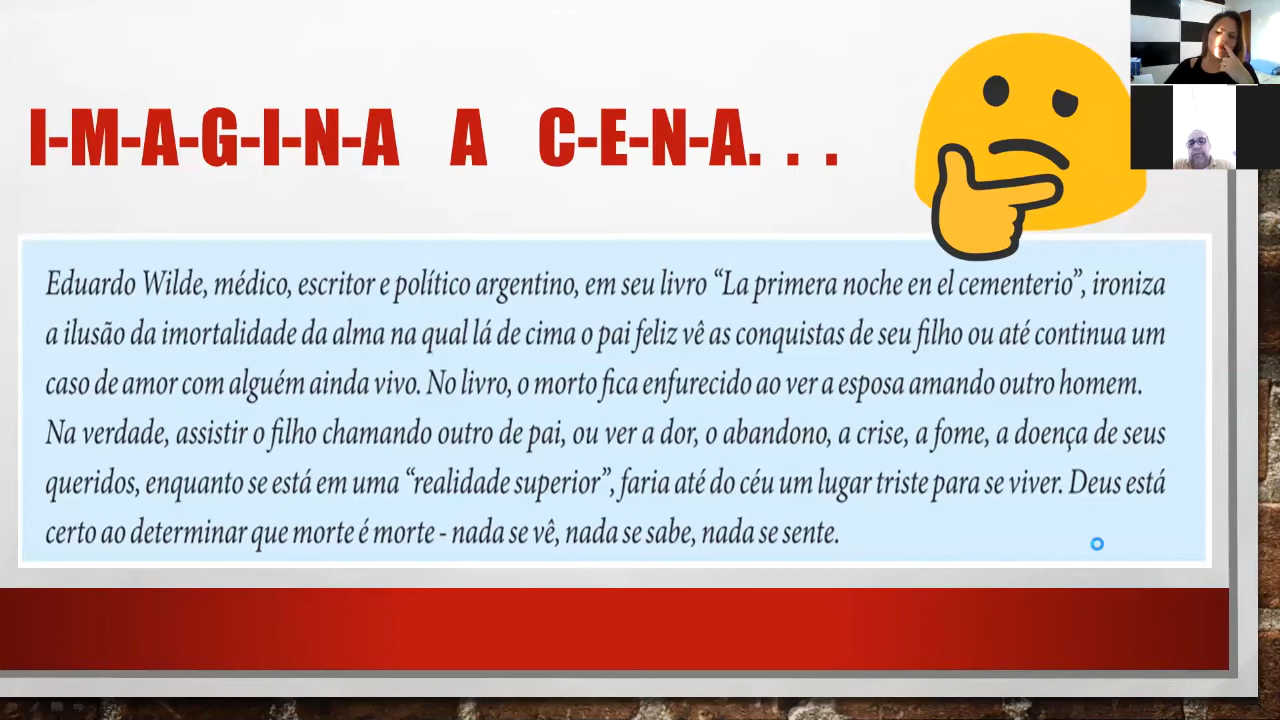 I-M-A-G-I-N-A A C-E-N-A. . .
Eduardo Wilde, médico, escritor e político argentino, em seu livro “La primera noche en el cementerio”, ironiza
a ilusão da imortalidade da alma na qual lá de cima o pai feliz vê as conquistas de seu filho ou até continua um
caso de amor com alguém ainda vivo. No livro, o morto fica enfurecido ao ver a esposa amando outro homem.
Na verdade, assistir o filho chamando outro de pai, ou ver a dor, o abandono, a crise, a fome, a doença de seus
queridos, enquanto se está em uma “realidade superior”, faria até do céu um lugar triste para se viver. Deus está
certo ao determinar que morte é morte - nada se vê, nada se sabe, nada se sente.